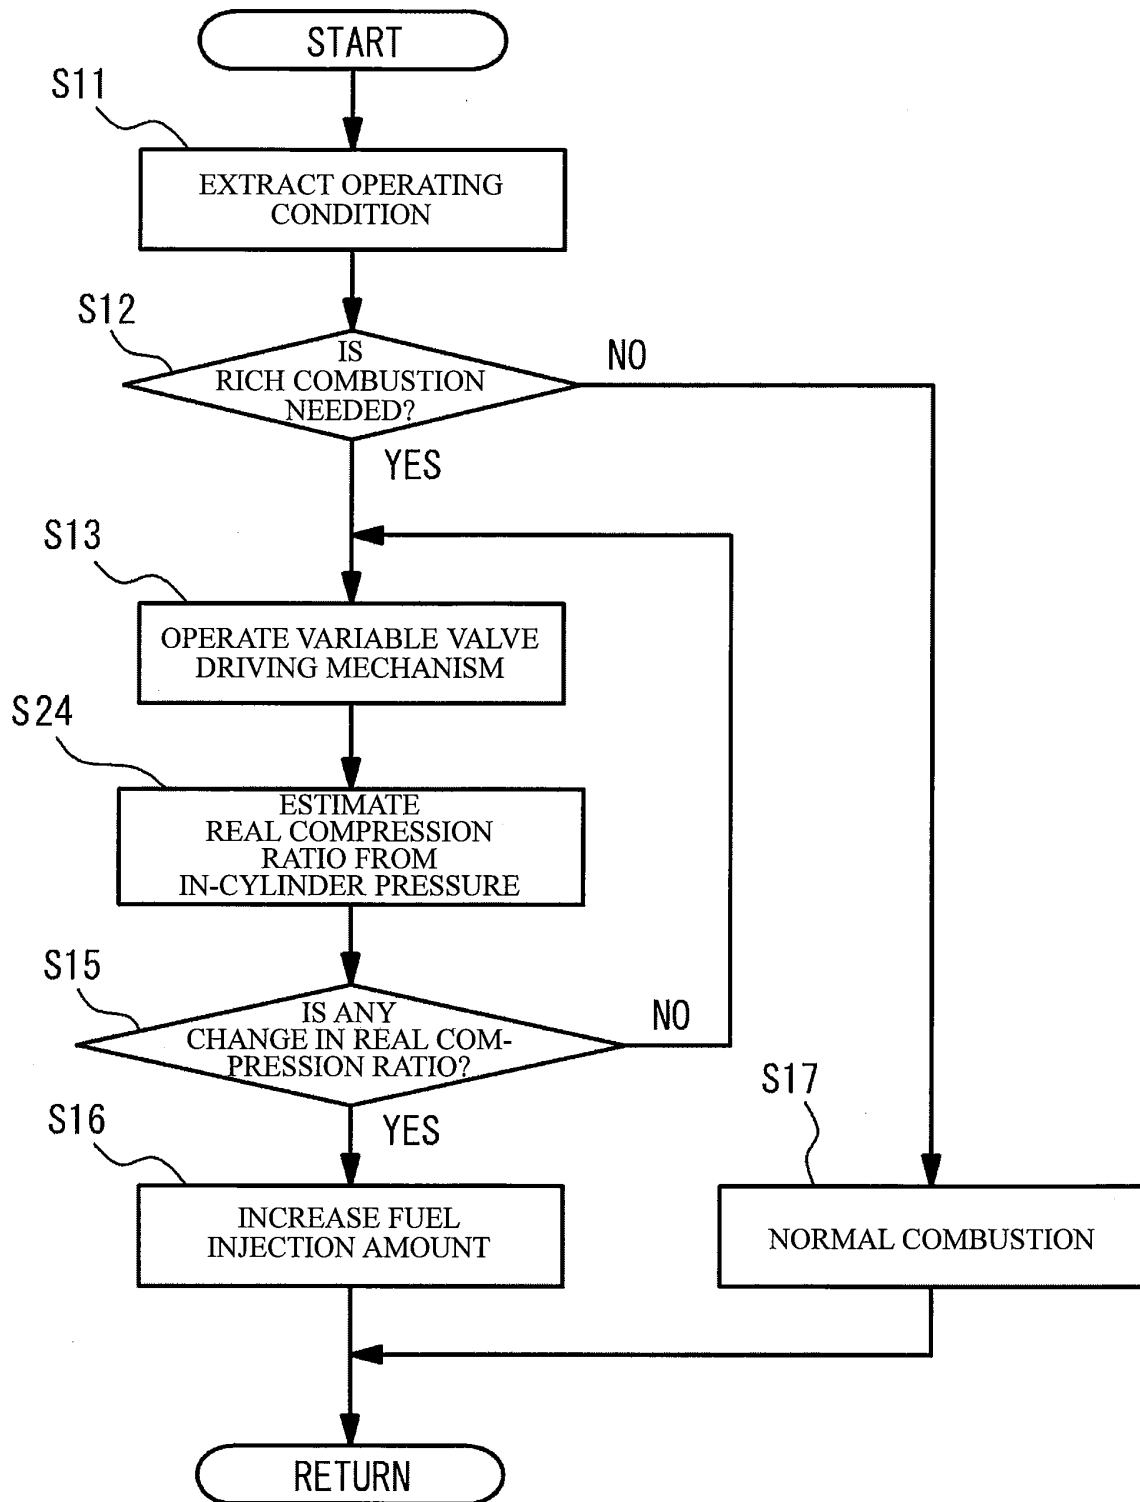 START
S11
EXTRACT OPERATING
CONDITION
S12
IS
RICH COMBUSTION
NEEDED?
NO
YES
S13
OPERATE VARIABLE VALVE
DRIVING MECHANISM
S24
ESTIMATE
REAL COMPRESSION
RATIO FROM
IN-CYLINDER PRESSURE
S15
IS ANY
CHANGE IN REAL COM-
PRESSION RATIO?
NO
YES
S16
INCREASE FUEL
INJECTION AMOUNT
S17
NORMAL COMBUSTION
RETURN